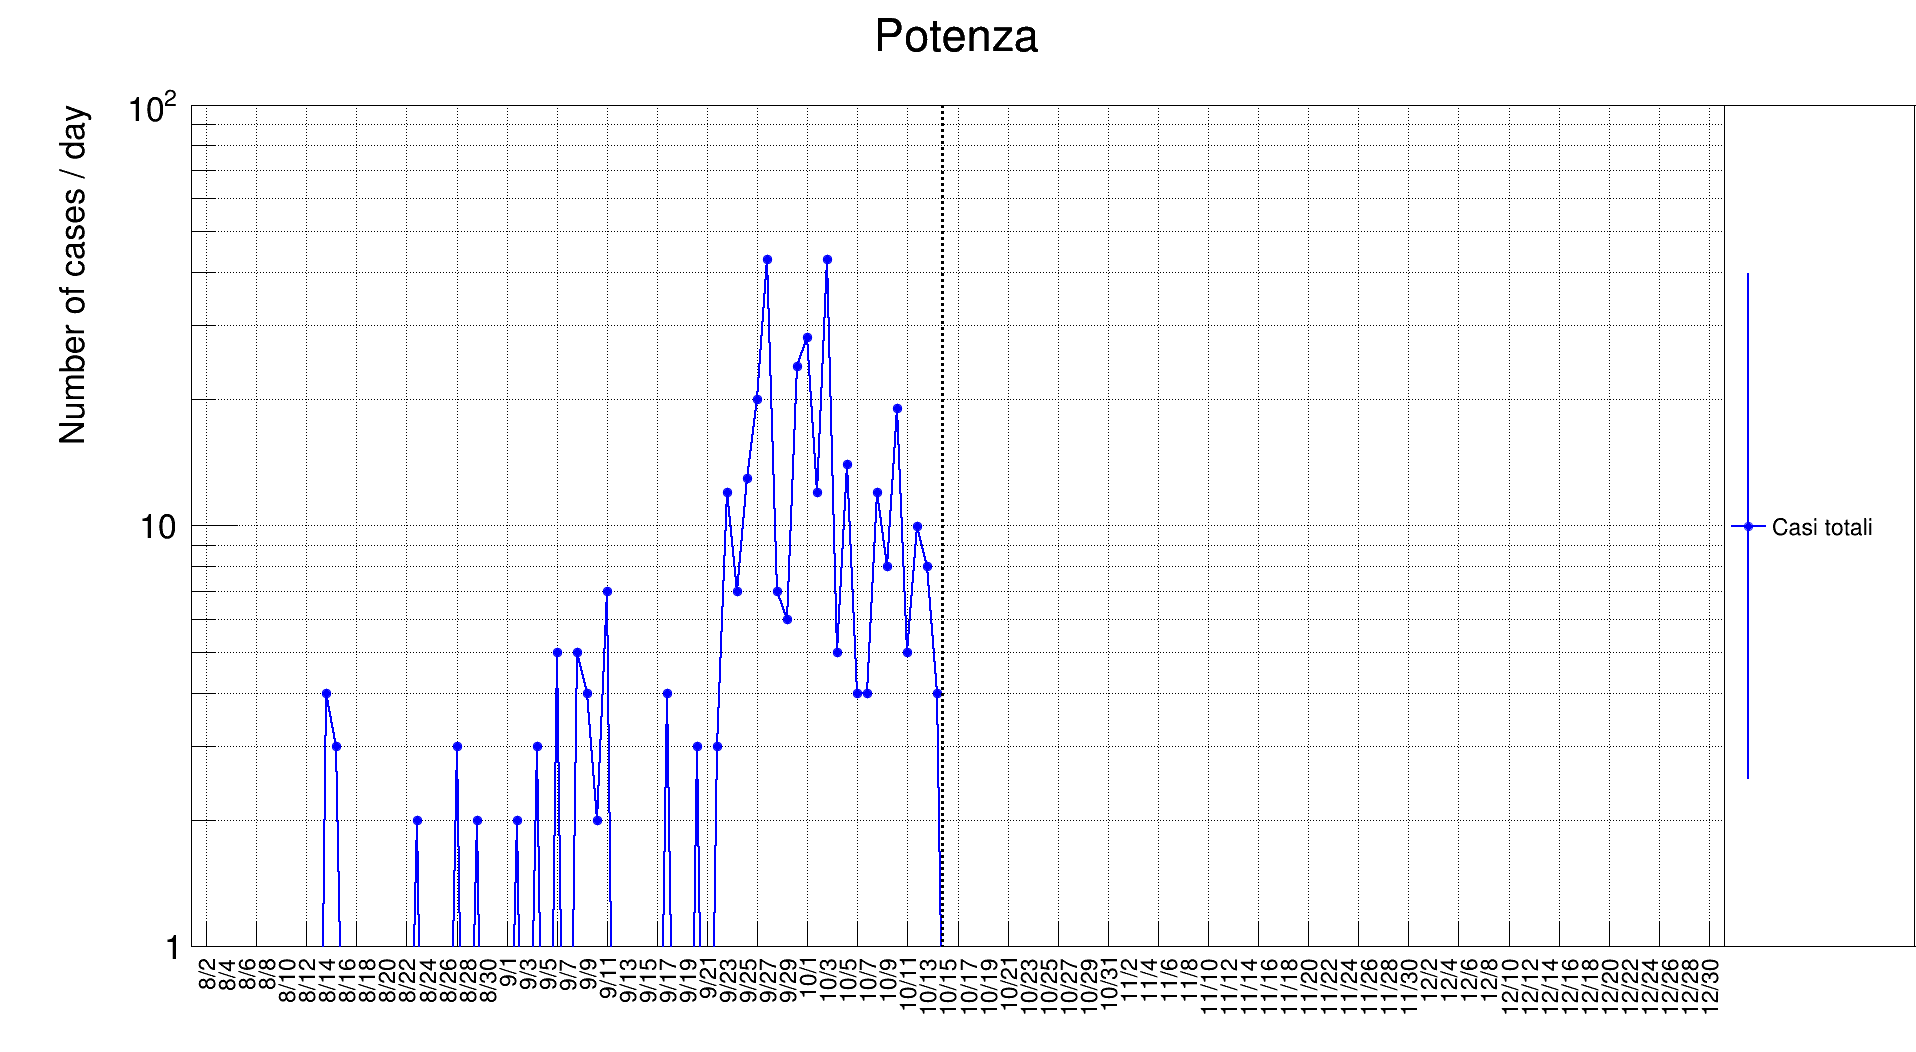 Potenza
Number of cases / day
10²
10
1
8/2 8/4 8/6 8/8 8/10 8/12 8/14 8/16 8/18 8/20 8/22 8/24 8/26 8/28 8/30 9/1 9/3 9/5 9/7 9/9 9/11 9/13 9/15 9/17 9/19 9/21 9/23 9/25 9/27 9/29 10/1 10/3 10/5 10/7 10/9 10/11 10/13 10/15 10/17 10/19 10/21 10/23 10/25 10/27 10/29 10/31 11/2 11/4 11/6 11/8 11/10 11/12 11/14 11/16 11/18 11/20 11/22 11/24 11/26 11/28 11/30 12/2 12/4 12/6 12/8 12/10 12/12 12/14 12/16 12/18 12/20 12/22 12/24 12/26 12/28 12/30
Casi totali